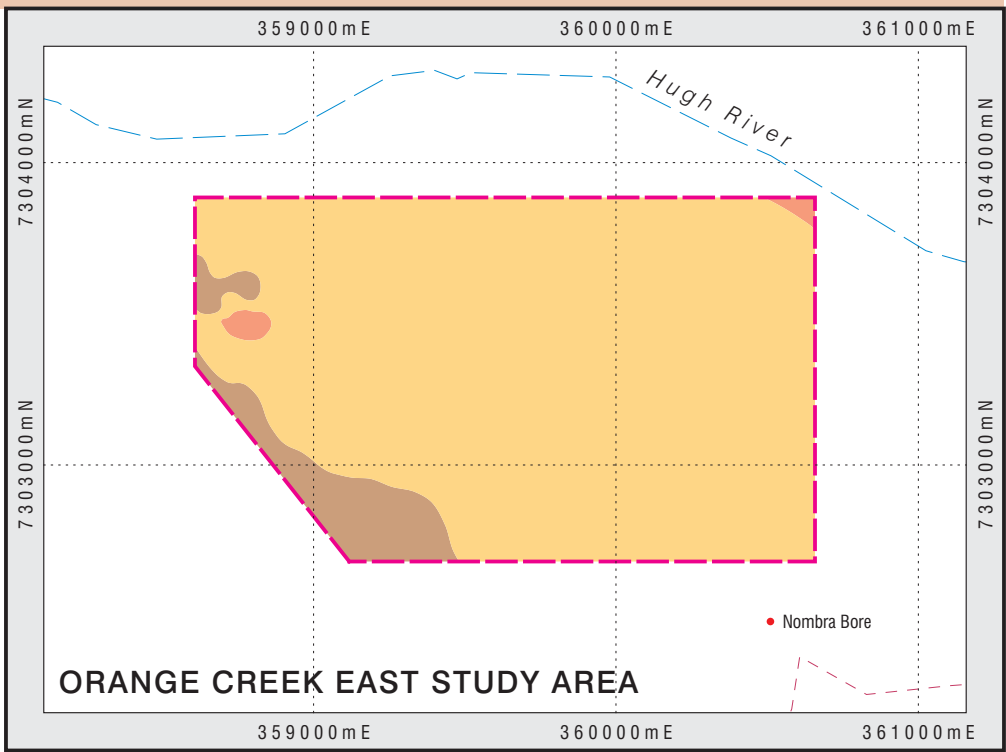 359000mE 360000mE 361000mE
Hugh River
7304000mN 7304000mN
7303000mN 7303000mN
Nombra Bore
ORANGE CREEK EAST STUDY AREA
359000mE 360000mE 361000mE